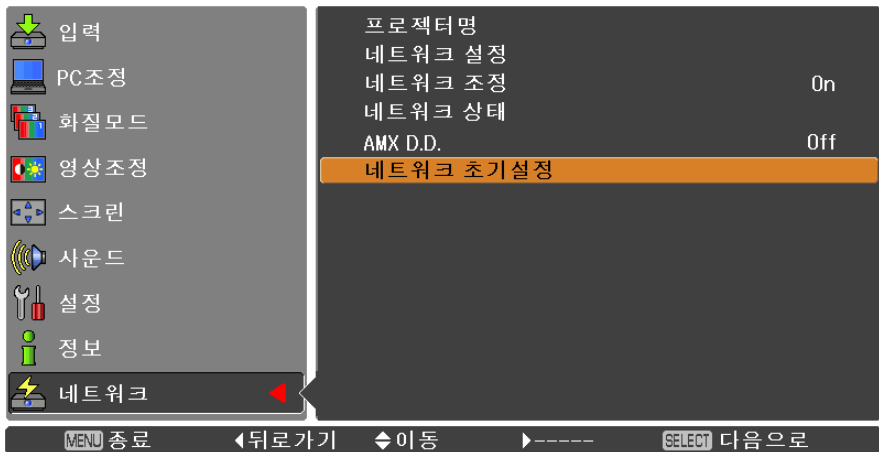 입력
PC조정
화질모드
영상조정
스크린
사운드
설정
정보
네트워크
프로젝터명
네트워크 설정
네트워크 조정 On
네트워크 상태
AMX D.D. Off
네트워크 초기설정
MENU 종료 뒤로가기 이동 ----- SELECT 다음으로